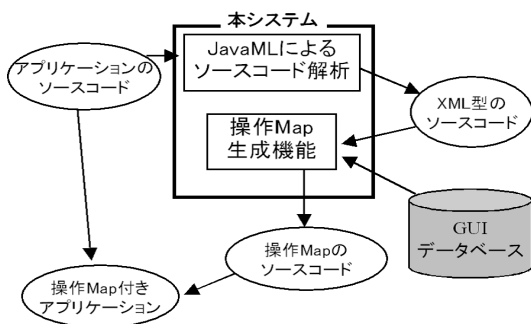 本システム
JavaMLによる
ソースコード解析
アプリケーションの
ソースコード
XML型の
ソースコード
操作Map
生成機能
GUI
データベース
操作Mapの
ソースコード
操作Map付き
アプリケーション